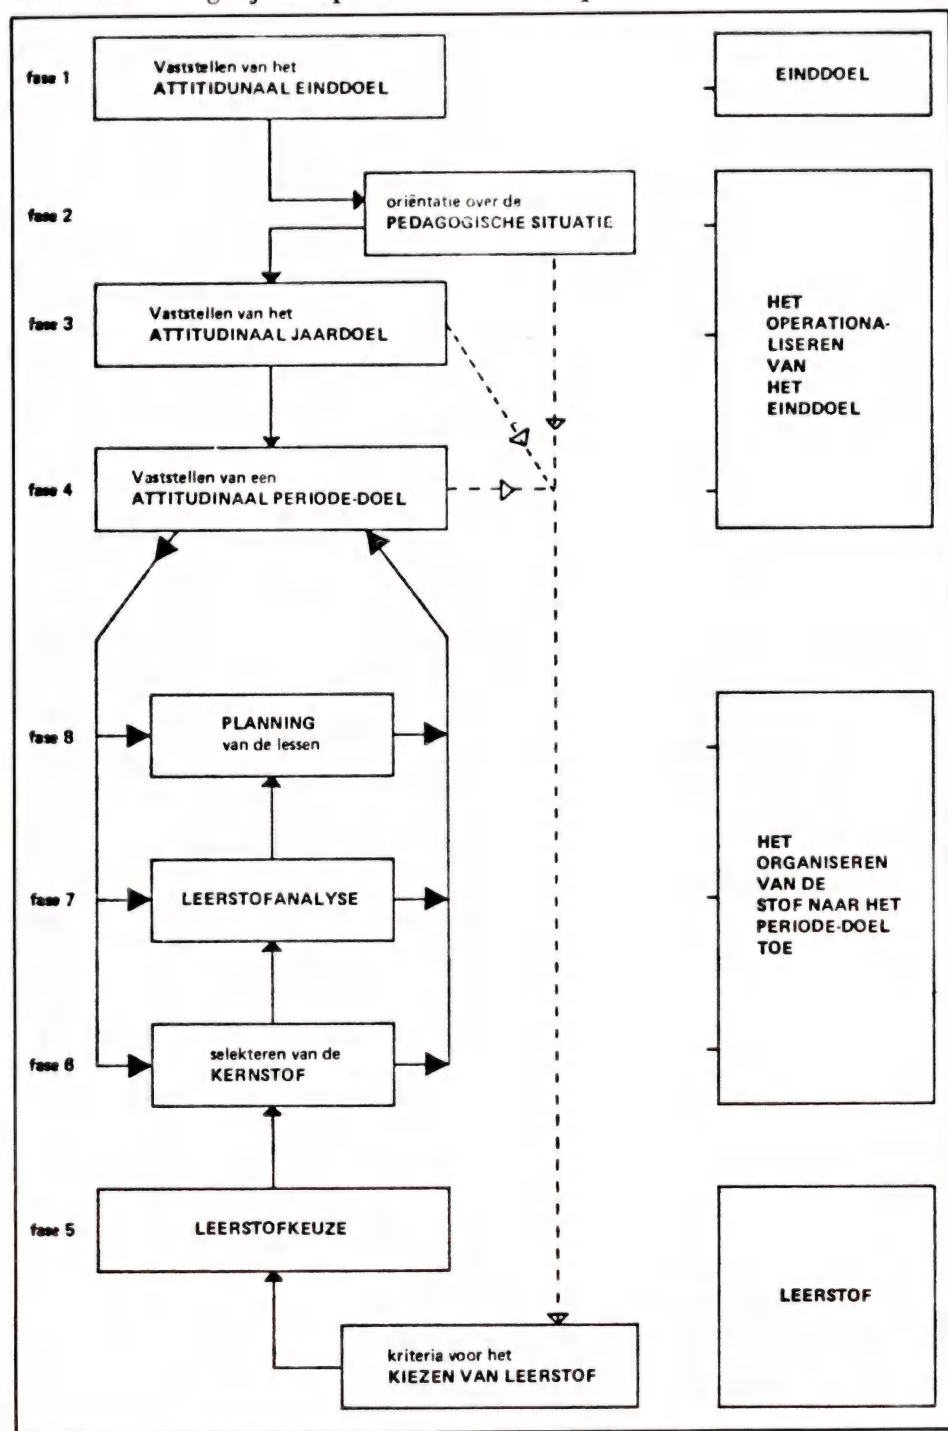 fase 1
Vaststellen van het
ATTITIDUNAAL EINDDOEL
EINDDOEL
fase 2
oriëntatie over de
PEDAGOGISCHE SITUATIE
fase 3
Vaststellen van het
ATTITUDINAAL JAARDOEL
HET
OPERATIONA-
LISEREN
VAN
HET
EINDDOEL
fase 4
Vaststellen van een
ATTITUDINAAL PERIODE-DOEL
fase 8
PLANNING
van de lessen
fase 7
LEERSTOFANALYSE
HET
ORGANISEREN
VAN DE
STOF NAAR HET
PERIODE-DOEL
TOE
fase 6
selekteren van de
KERNSTOF
fase 5
LEERSTOFKEUZE
LEERSTOF
kriteria voor het
KIEZEN VAN LEERSTOF